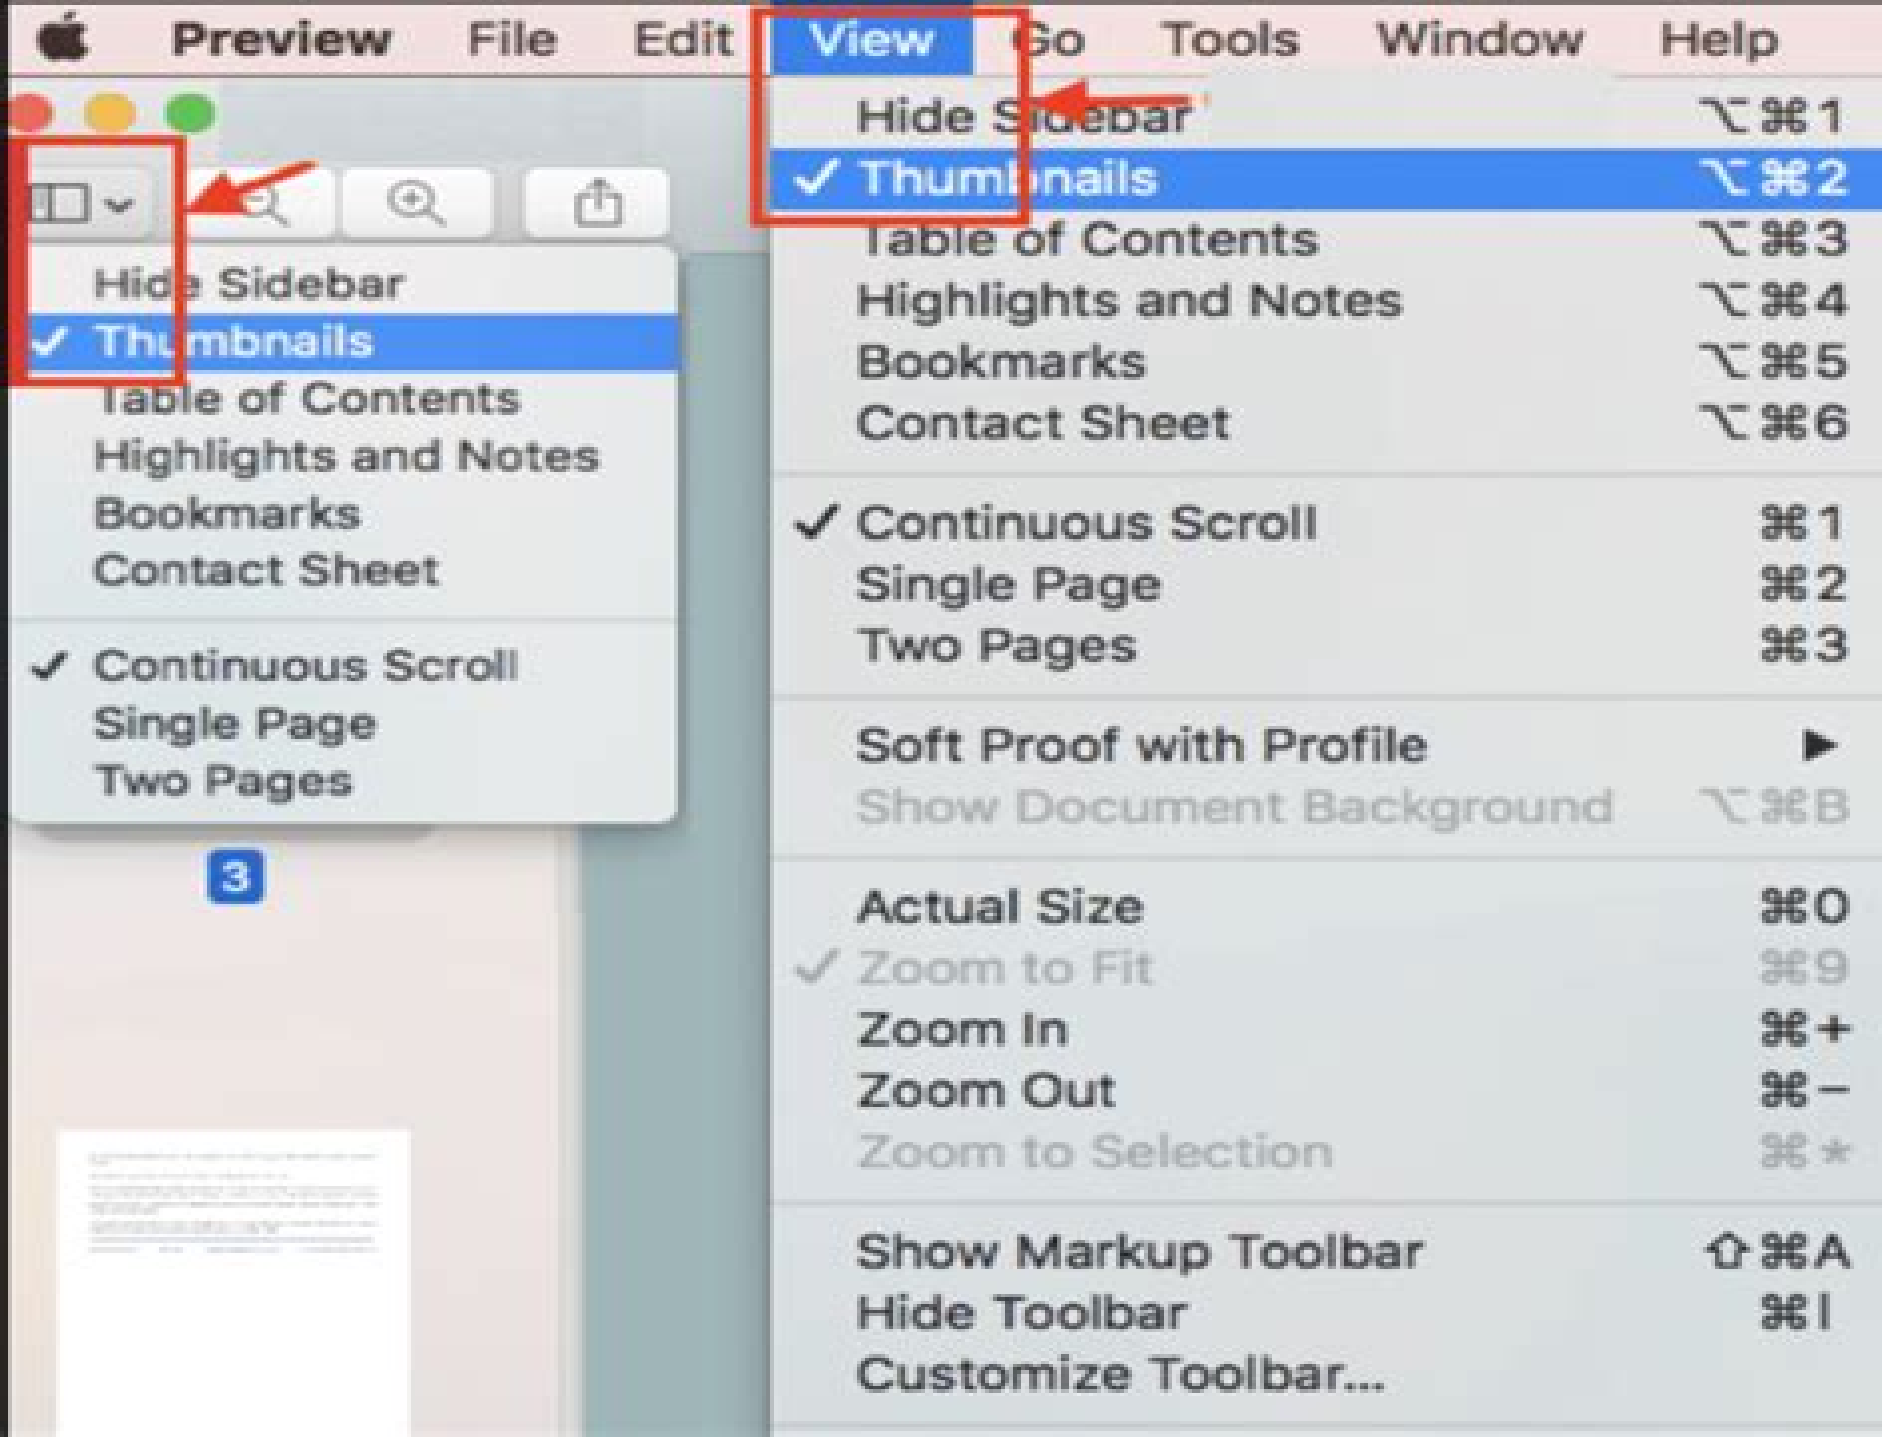 Preview File Edit View Go Tools Window Help
Hide Sidebar
Thumbnails
Table of Contents
Highlights and Notes
Bookmarks
Contact Sheet
Continuous Scroll
Single Page
Two Pages
3
Hide Sidebar ⌥⌘1
Thumbnails ⌥⌘2
Table of Contents ⌥⌘3
Highlights and Notes ⌥⌘4
Bookmarks ⌥⌘5
Contact Sheet ⌥⌘6
Continuous Scroll ⌘1
Single Page ⌘2
Two Pages ⌘3
Soft Proof with Profile
Show Document Background ⌥⌘B
Actual Size ⌘0
Zoom to Fit ⌘9
Zoom In ⌘+
Zoom Out ⌘−
Zoom to Selection ⌘*
Show Markup Toolbar ⇧⌘A
Hide Toolbar ⌘|
Customize Toolbar...